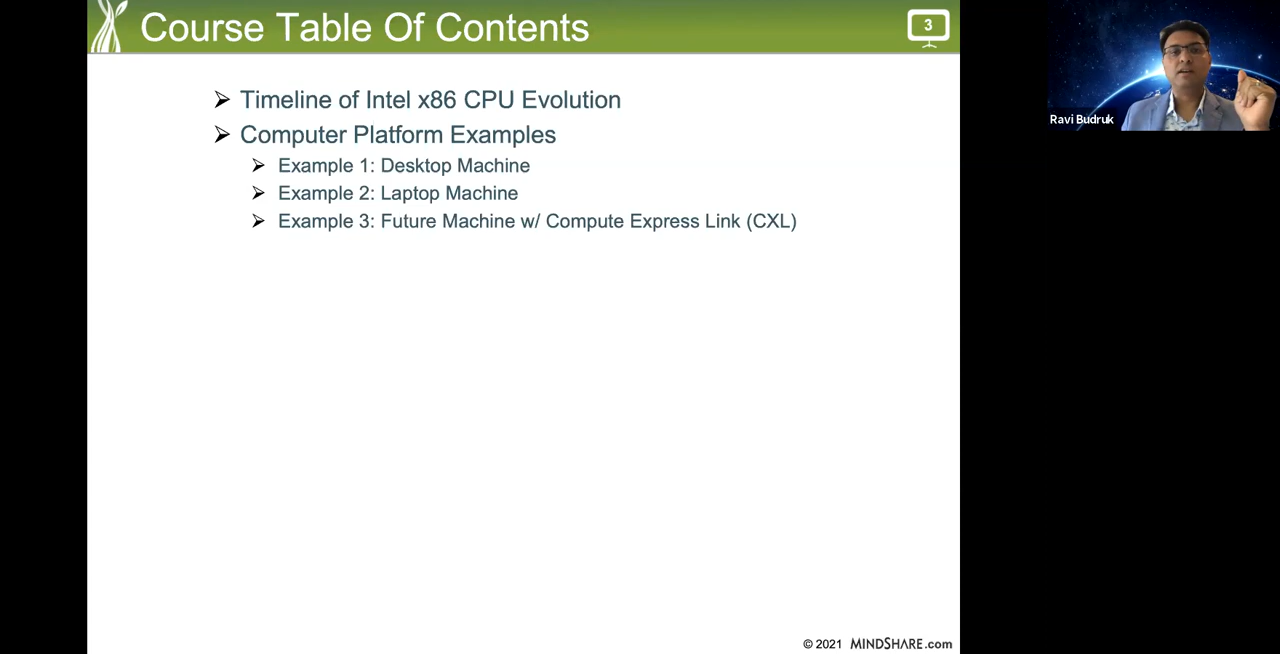 Course Table Of Contents
3
Timeline of Intel x86 CPU Evolution
Computer Platform Examples
Example 1: Desktop Machine
Example 2: Laptop Machine
Example 3: Future Machine w/ Compute Express Link (CXL)
Ravi Budruk
© 2021 MINDSHARE.com